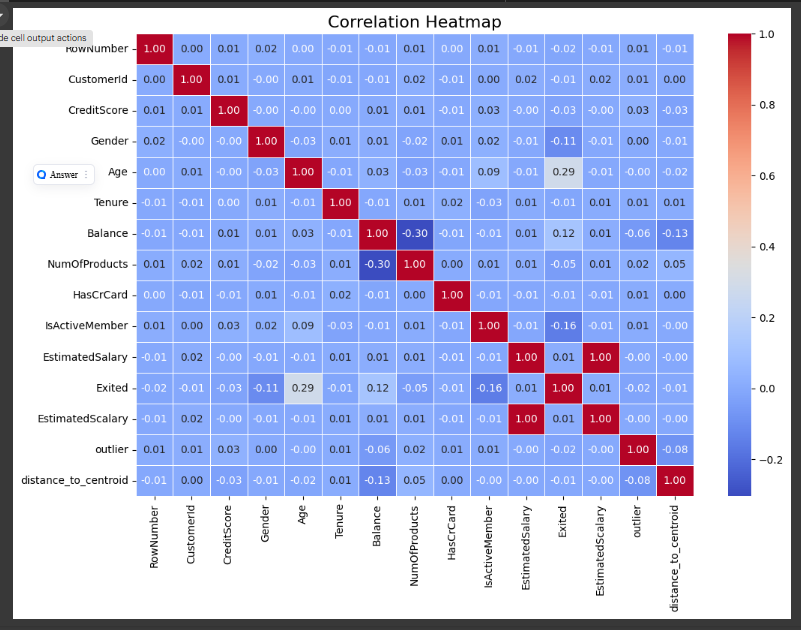 Correlation Heatmap
de cell output actions
RowNumber 1.00 0.00 0.01 0.02 0.00 -0.01 -0.01 0.01 0.00 0.01 -0.01 -0.02 -0.01 0.01 -0.01
CustomerId 0.00 1.00 0.01 -0.00 0.01 -0.01 -0.01 0.02 -0.01 0.00 0.02 -0.01 0.02 0.01 0.00
CreditScore 0.01 0.01 1.00 -0.00 -0.00 0.00 0.01 0.01 -0.01 0.03 -0.00 -0.03 -0.00 0.03 -0.03
Gender 0.02 -0.00 -0.00 1.00 -0.03 0.01 0.01 -0.02 0.01 0.02 -0.01 -0.11 -0.01 0.00 -0.01
Answer
Age 0.00 0.01 -0.00 -0.03 1.00 -0.01 0.03 -0.03 -0.01 0.09 -0.01 0.29 -0.01 -0.00 -0.02
Tenure -0.01 -0.01 0.00 0.01 -0.01 1.00 -0.01 0.01 0.02 -0.03 0.01 -0.01 0.01 0.01 0.01
Balance -0.01 -0.01 0.01 0.01 0.03 -0.01 1.00 -0.30 -0.01 -0.01 0.01 0.12 0.01 -0.06 -0.13
NumOfProducts 0.01 0.02 0.01 -0.02 -0.03 0.01 -0.30 1.00 0.00 0.01 0.01 -0.05 0.01 0.02 0.05
HasCrCard 0.00 -0.01 -0.01 0.01 -0.01 0.02 -0.01 0.00 1.00 -0.01 -0.01 -0.01 -0.01 0.01 0.00
IsActiveMember 0.01 0.00 0.03 0.02 0.09 -0.03 -0.01 0.01 -0.01 1.00 -0.01 -0.16 -0.01 0.01 -0.00
EstimatedSalary -0.01 0.02 -0.00 -0.01 -0.01 0.01 0.01 0.01 -0.01 -0.01 1.00 0.01 1.00 -0.00 -0.00
Exited -0.02 -0.01 -0.03 -0.11 0.29 -0.01 0.12 -0.05 -0.01 -0.16 0.01 1.00 0.01 -0.02 -0.01
EstimatedScalary -0.01 0.02 -0.00 -0.01 -0.01 0.01 0.01 0.01 -0.01 -0.01 1.00 0.01 1.00 -0.00 -0.00
outlier 0.01 0.01 0.03 0.00 -0.00 0.01 -0.06 0.02 0.01 0.01 -0.00 -0.02 -0.00 1.00 -0.08
distance_to_centroid -0.01 0.00 -0.03 -0.01 -0.02 0.01 -0.13 0.05 0.00 -0.00 -0.00 -0.01 -0.00 -0.08 1.00
RowNumber
CustomerId
CreditScore
Gender
Age
Tenure
Balance
NumOfProducts
HasCrCard
IsActiveMember
EstimatedSalary
Exited
EstimatedScalary
outlier
distance_to_centroid
1.0
0.8
0.6
0.4
0.2
0.0
−0.2